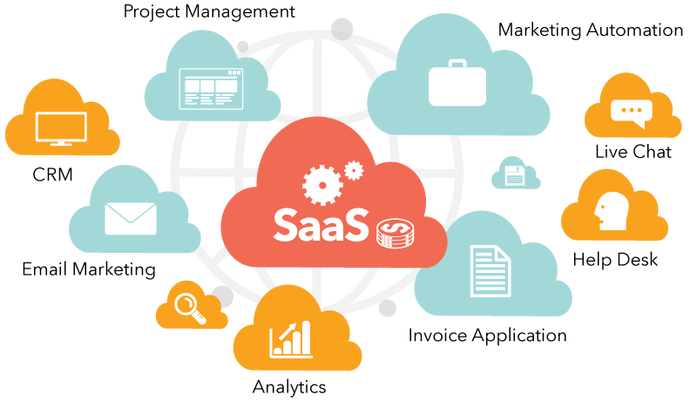 Project Management
Marketing Automation
CRM
Live Chat
SaaS
Email Marketing
Help Desk
Invoice Application
Analytics